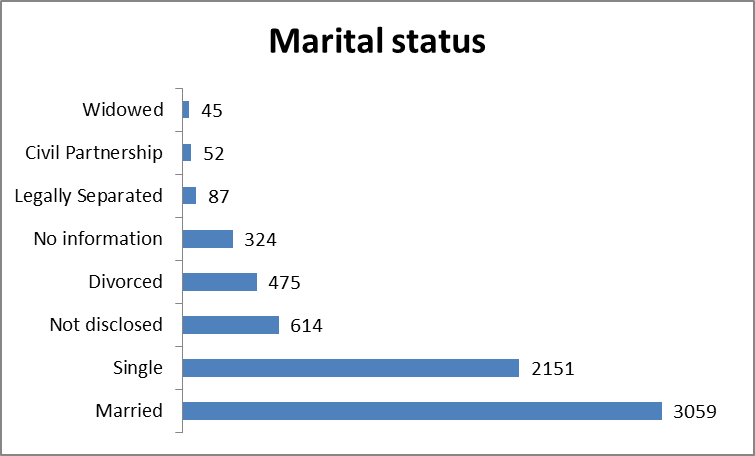 Marital status
Widowed 45
Civil Partnership 52
Legally Separated 87
No information 324
Divorced 475
Not disclosed 614
Single 2151
Married 3059